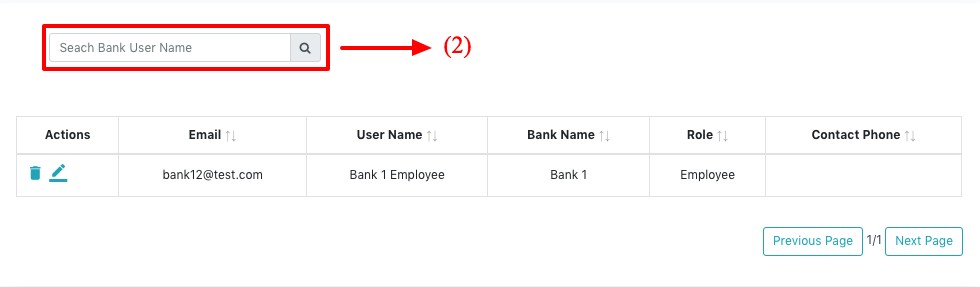 Seach Bank User Name
(2)
Actions Email User Name Bank Name Role Contact Phone
bank12@test.com Bank 1 Employee Bank 1 Employee
Previous Page 1/1 Next Page